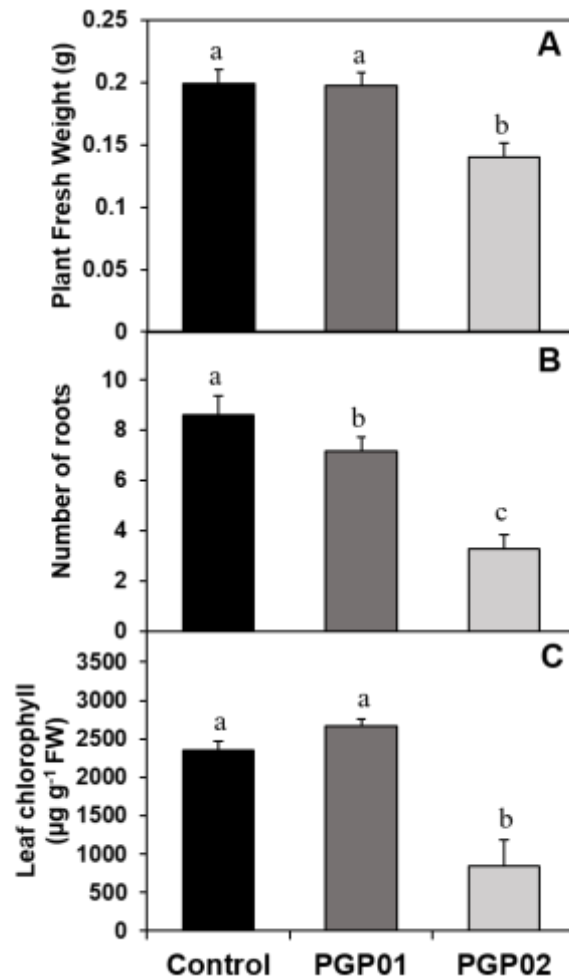 A
Plant Fresh Weight (g)
0.25
0.2
0.15
0.1
0.05
0
a
a
b
B
Number of roots
10
8
6
4
2
0
a
b
c
C
Leaf chlorophyll
(µg g⁻¹ FW)
3500
3000
2500
2000
1500
1000
500
0
a
a
b
Control PGP01 PGP02